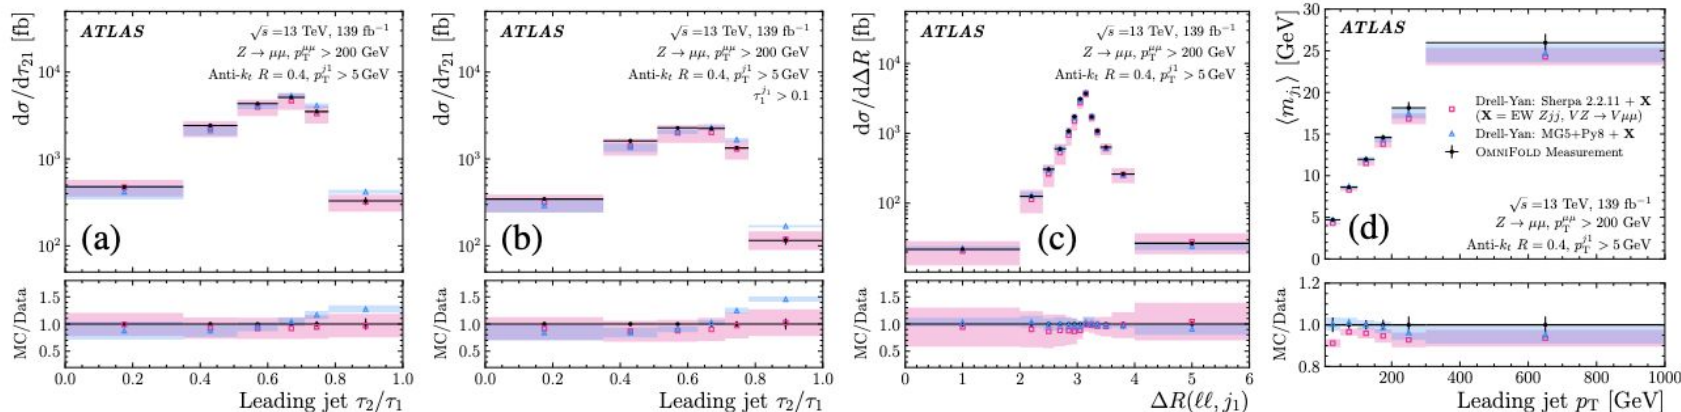 dσ/dτ₂₁ [fb]
ATLAS
√s = 13 TeV, 139 fb⁻¹
Z → μμ, p_T^μμ > 200 GeV
Anti-k_t R = 0.4, p_T^j1 > 5 GeV
10⁴
10³
10²
(a)
MC/Data
1.5
1.0
0.5
0.0 0.2 0.4 0.6 0.8 1.0
Leading jet τ₂/τ₁
dσ/dτ₂₁ [fb]
ATLAS
√s = 13 TeV, 139 fb⁻¹
Z → μμ, p_T^μμ > 200 GeV
Anti-k_t R = 0.4, p_T^j1 > 5 GeV
τ₁^j₁ > 0.1
10⁴
10³
10²
(b)
MC/Data
1.5
1.0
0.5
0.0 0.2 0.4 0.6 0.8 1.0
Leading jet τ₂/τ₁
dσ/dΔR [fb]
ATLAS
√s = 13 TeV, 139 fb⁻¹
Z → μμ, p_T^μμ > 200 GeV
Anti-k_t R = 0.4, p_T^j1 > 5 GeV
10⁴
10³
10²
(c)
MC/Data
1.5
1.0
0.5
0 1 2 3 4 5 6
ΔR(ℓℓ, j₁)
⟨m_j₁⟩ [GeV]
ATLAS
30
25
20
15
10
5
0
Drell-Yan: Sherpa 2.2.11 + X
(X = EW Zjj, VZ → Vμμ)
Drell-Yan: MG5+Py8 + X
OMNIFOLD Measurement
√s = 13 TeV, 139 fb⁻¹
Z → μμ, p_T^μμ > 200 GeV
Anti-k_t R = 0.4, p_T^j1 > 5 GeV
(d)
MC/Data
1.2
1.0
0.8
200 400 600 800 1000
Leading jet p_T [GeV]